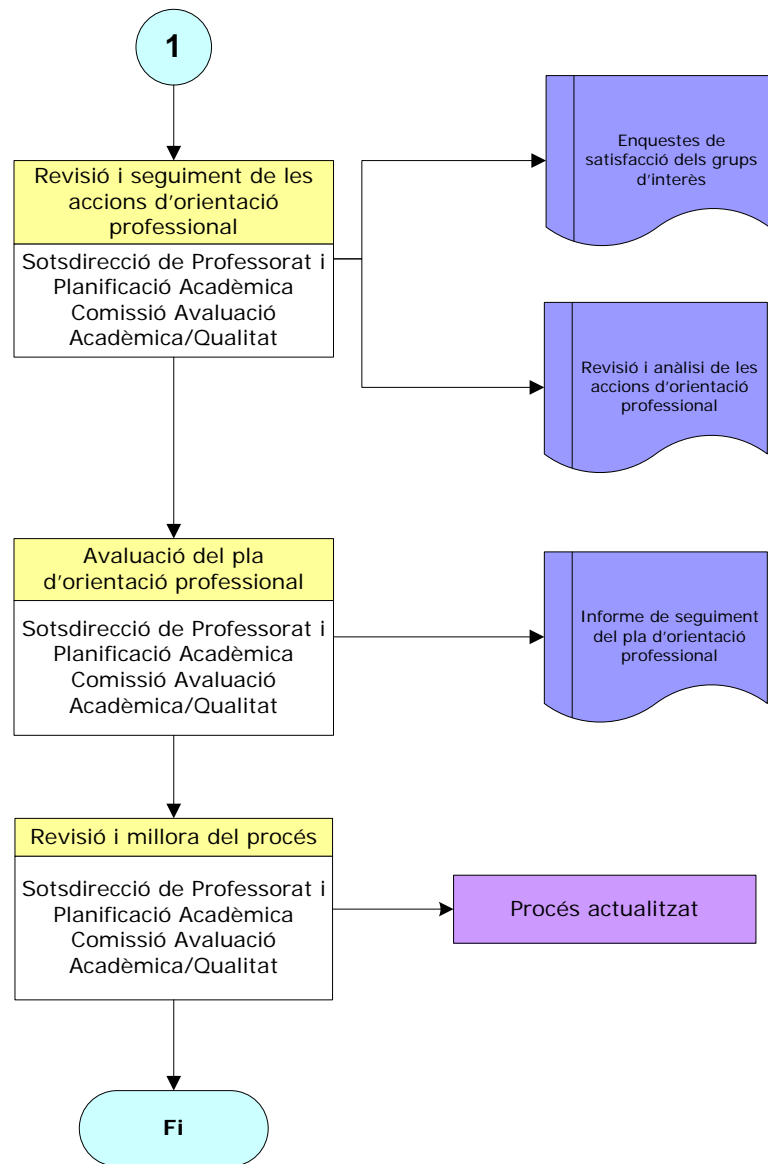 1
Revisió i seguiment de les
accions d'orientació
professional
Sotsdirecció de Professorat i
Planificació Acadèmica
Comissió Avaluació
Acadèmica/Qualitat
Enquestes de
satisfacció dels grups
d'interès
Revisió i anàlisi de les
accions d'orientació
professional
Avaluació del pla
d'orientació professional
Sotsdirecció de Professorat i
Planificació Acadèmica
Comissió Avaluació
Acadèmica/Qualitat
Informe de seguiment
del pla d'orientació
professional
Revisió i millora del procés
Sotsdirecció de Professorat i
Planificació Acadèmica
Comissió Avaluació
Acadèmica/Qualitat
Procés actualitzat
Fi